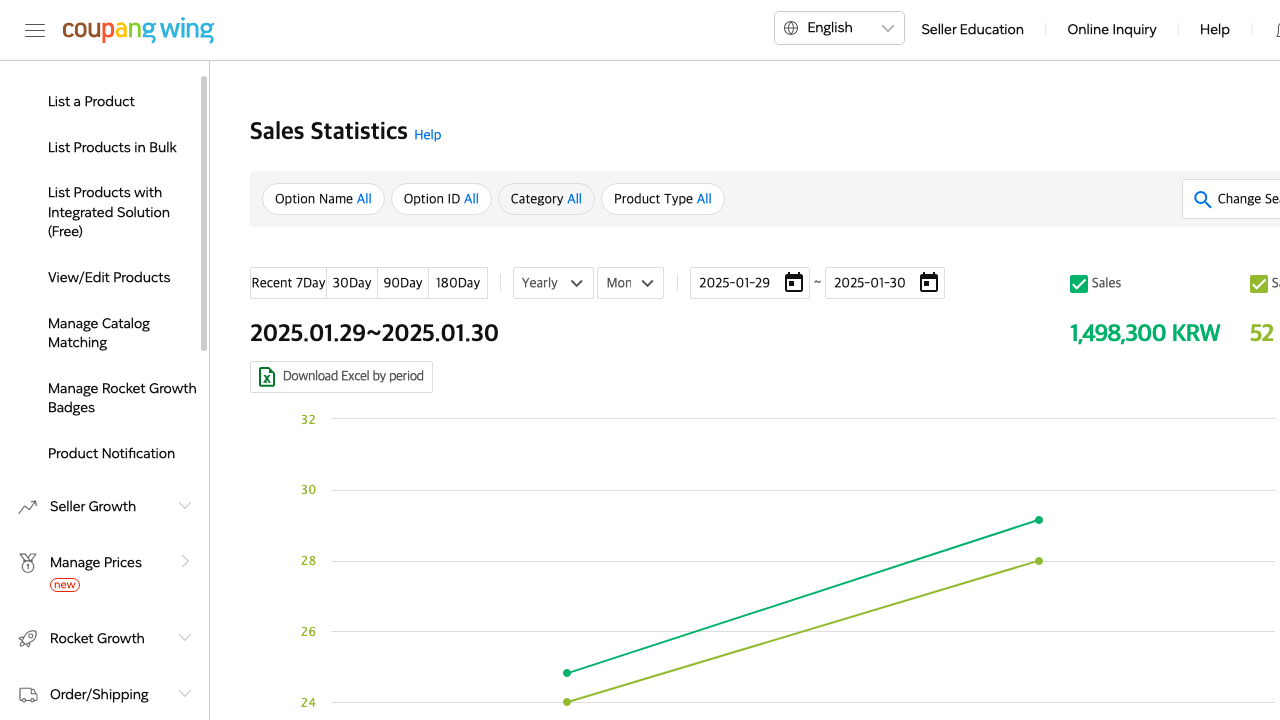 coupang wing
English
Seller Education
Online Inquiry
Help
List a Product
List Products in Bulk
List Products with
Integrated Solution
(Free)
View/Edit Products
Manage Catalog
Matching
Manage Rocket Growth
Badges
Product Notification
Seller Growth
Manage Prices
new
Rocket Growth
Order/Shipping
Sales Statistics Help
Option Name All
Option ID All
Category All
Product Type All
Change
Recent 7Day 30Day 90Day 180Day
Yearly
Mon
2025-01-29 ~ 2025-01-30
Sales
2025.01.29~2025.01.30
1,498,300 KRW
52
Download Excel by period
32
30
28
26
24